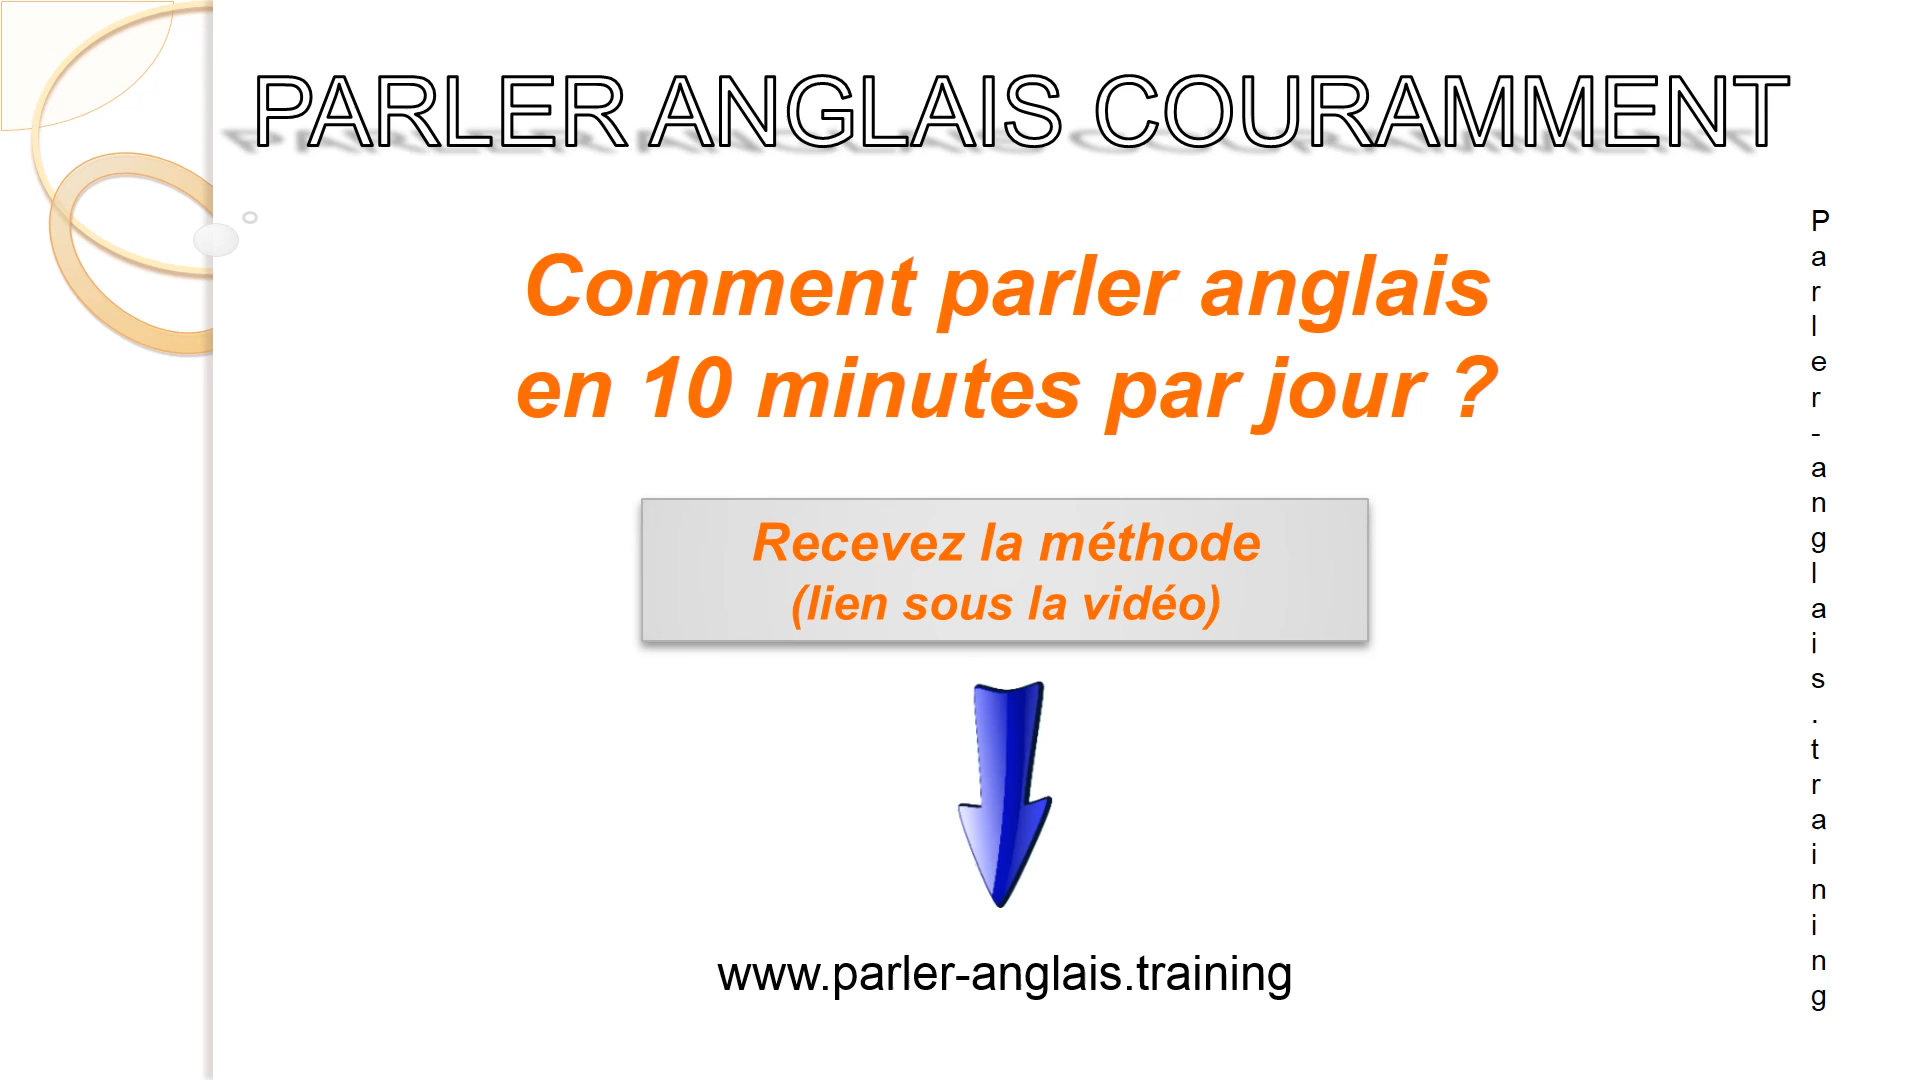 PARLER ANGLAIS COURAMMENT
Comment parler anglais
en 10 minutes par jour ?
Recevez la méthode
(lien sous la vidéo)
www.parler-anglais.training
Parler-anglais.training